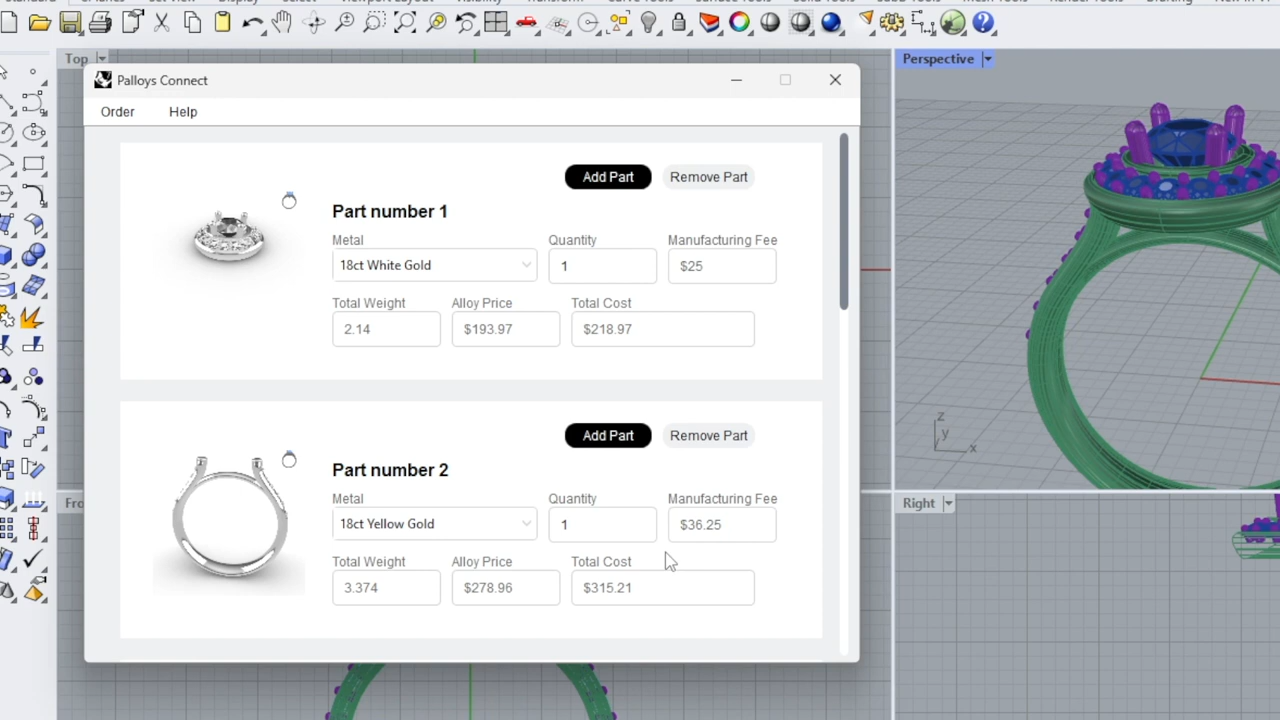 Top
Palloys Connect
Order Help
Add Part Remove Part
Part number 1
Metal Quantity Manufacturing Fee
18ct White Gold 1 $25
Total Weight Alloy Price Total Cost
2.14 $193.97 $218.97
Add Part Remove Part
Part number 2
Metal Quantity Manufacturing Fee
18ct Yellow Gold 1 $36.25
Total Weight Alloy Price Total Cost
3.374 $278.96 $315.21
Perspective
z
y
x
Right